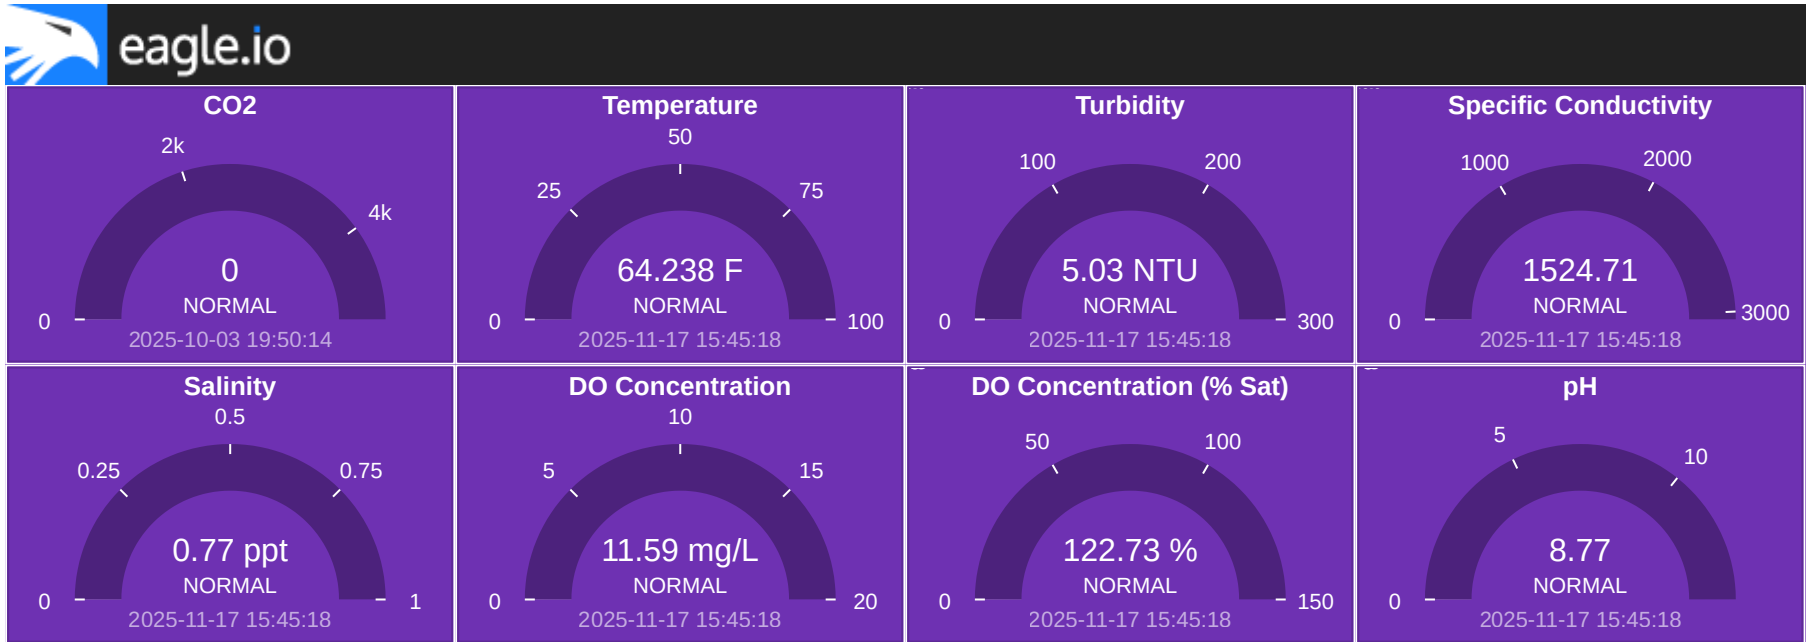 eagle.io
CO2
2k
4k
0
0
NORMAL
2025-10-03 19:50:14
Temperature
50
25
75
64.238 F
NORMAL
0
100
2025-11-17 15:45:18
Turbidity
100
200
5.03 NTU
NORMAL
0
300
2025-11-17 15:45:18
Specific Conductivity
1000
2000
1524.71
NORMAL
0
3000
2025-11-17 15:45:18
Salinity
0.5
0.25
0.75
0.77 ppt
NORMAL
0
1
2025-11-17 15:45:18
DO Concentration
10
5
15
11.59 mg/L
NORMAL
0
20
2025-11-17 15:45:18
DO Concentration (% Sat)
50
100
122.73 %
NORMAL
0
150
2025-11-17 15:45:18
pH
5
10
8.77
NORMAL
0
2025-11-17 15:45:18